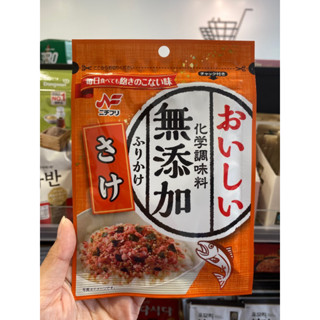 毎日食べても飽きのこない味
チャック付き
ニチフリ
おいしい
化学調味料
無添加
ふりかけ
さけ